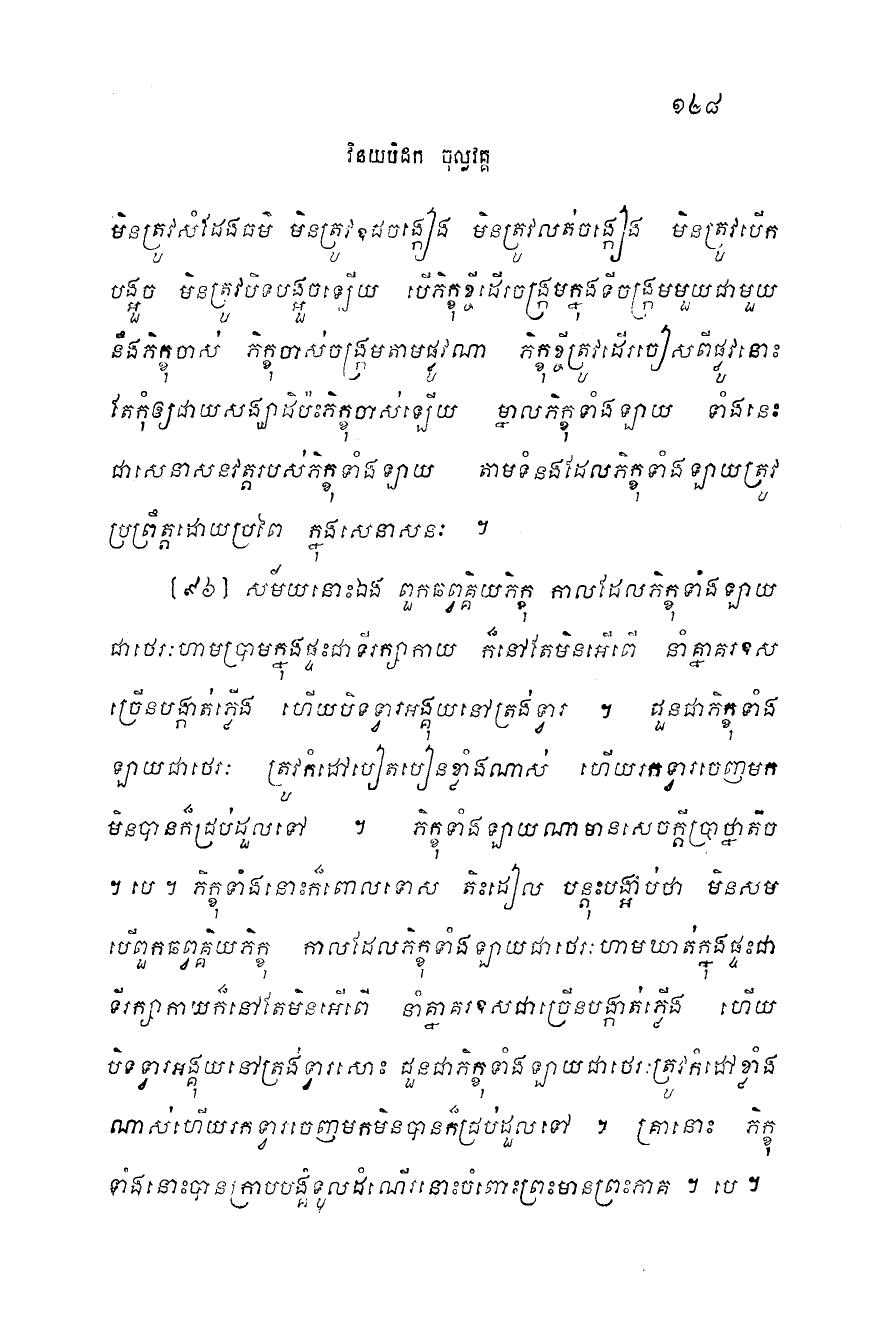 ១៤៨
វិនយបិដក ចុល្លវគ្គ
មិនត្រូវសំដែងធម៌ មិនត្រូវអុដចង្កៀង មិនត្រូវលត់ចង្កៀង មិនត្រូវបើក
បង្អួច មិនត្រូវបិទបង្អួចឡើយ បើភិក្ខុខ្ចីដើរចង្ក្រមក្នុងទីចង្ក្រមមួយជាមួយ
នឹងភិក្ខុចាស់ ភិក្ខុចាស់ចង្ក្រមតាមផ្លូវណា ភិក្ខុខ្ចីត្រូវដើរចៀសពីផ្លូវនោះ
តែកុំឲ្យជាយសង្ឃាដិប៉ះភិក្ខុចាស់ឡើយ ម្នាលភិក្ខុទាំងឡាយ ទាំងនេះ
ជាសេនាសនវត្តរបស់ភិក្ខុទាំងឡាយ តាមទំនងដែលភិក្ខុទាំងឡាយត្រូវ
ប្រព្រឹត្តដោយប្រពៃ ក្នុងសេនាសនៈ ។
[៩៦] សម័យនោះឯង ពួកឆព្វគ្គិយភិក្ខុ កាលដែលភិក្ខុទាំងឡាយ
ជាថេរៈហាមប្រាមក្នុងផ្ទះជាទីរក្សាកាយ ក៏នៅតែមិនអើពើ នាំគ្នាគរឧស
ច្រើនបង្កាត់ភ្លើង ហើយបិទទ្វារអង្គុយនៅត្រង់ទ្វារ ។ ដួនជាភិក្ខុទាំង
ឡាយជាថេរៈ ត្រូវកំដៅបៀតបៀនខ្លាំងណាស់ ហើយរកទ្វារចេញមក
មិនបានក៏ដ្រប់ដួលទៅ ។ ភិក្ខុទាំងឡាយណាមានសេចក្តីប្រាថ្នាតិច
។ បេ ។ ភិក្ខុទាំងនោះក៏ពោលទោស តិះដៀល បន្តុះបង្អាប់ថា មិនសម
បើពួកឆព្វគ្គិយភិក្ខុ កាលដែលភិក្ខុទាំងឡាយជាថេរៈហាមឃាត់ក្នុងផ្ទះជា
ទីរក្សាកាយក៏នៅតែមិនអើពើ នាំគ្នាគរឧសជាច្រើនបង្កាត់ភ្លើង ហើយ
បិទទ្វារអង្គុយនៅត្រង់ទ្វារសោះ ដួនជាភិក្ខុទាំងឡាយជាថេរៈត្រូវកំដៅខ្លាំង
ណាស់ហើយរកទ្វារចេញមកមិនបានក៏ដ្រប់ដួលទៅ ។ គ្រានោះ ភិក្ខុ
ទាំងនោះបានក្រាបបង្គំទូលដំណើរនោះចំពោះព្រះមានព្រះភាគ ។ បេ ។